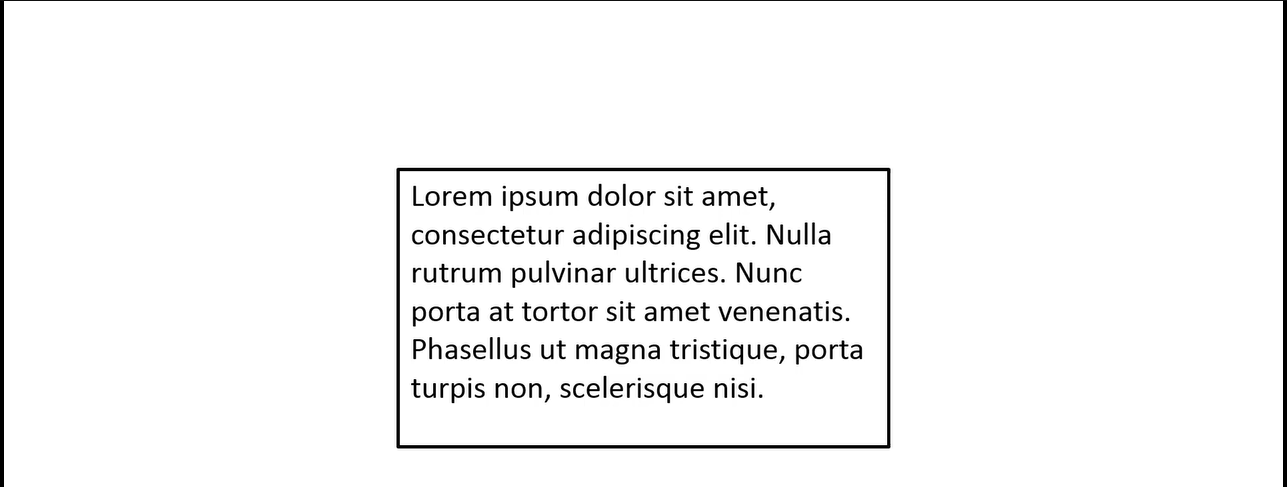 Lorem ipsum dolor sit amet,
consectetur adipiscing elit. Nulla
rutrum pulvinar ultrices. Nunc
porta at tortor sit amet venenatis.
Phasellus ut magna tristique, porta
turpis non, scelerisque nisi.